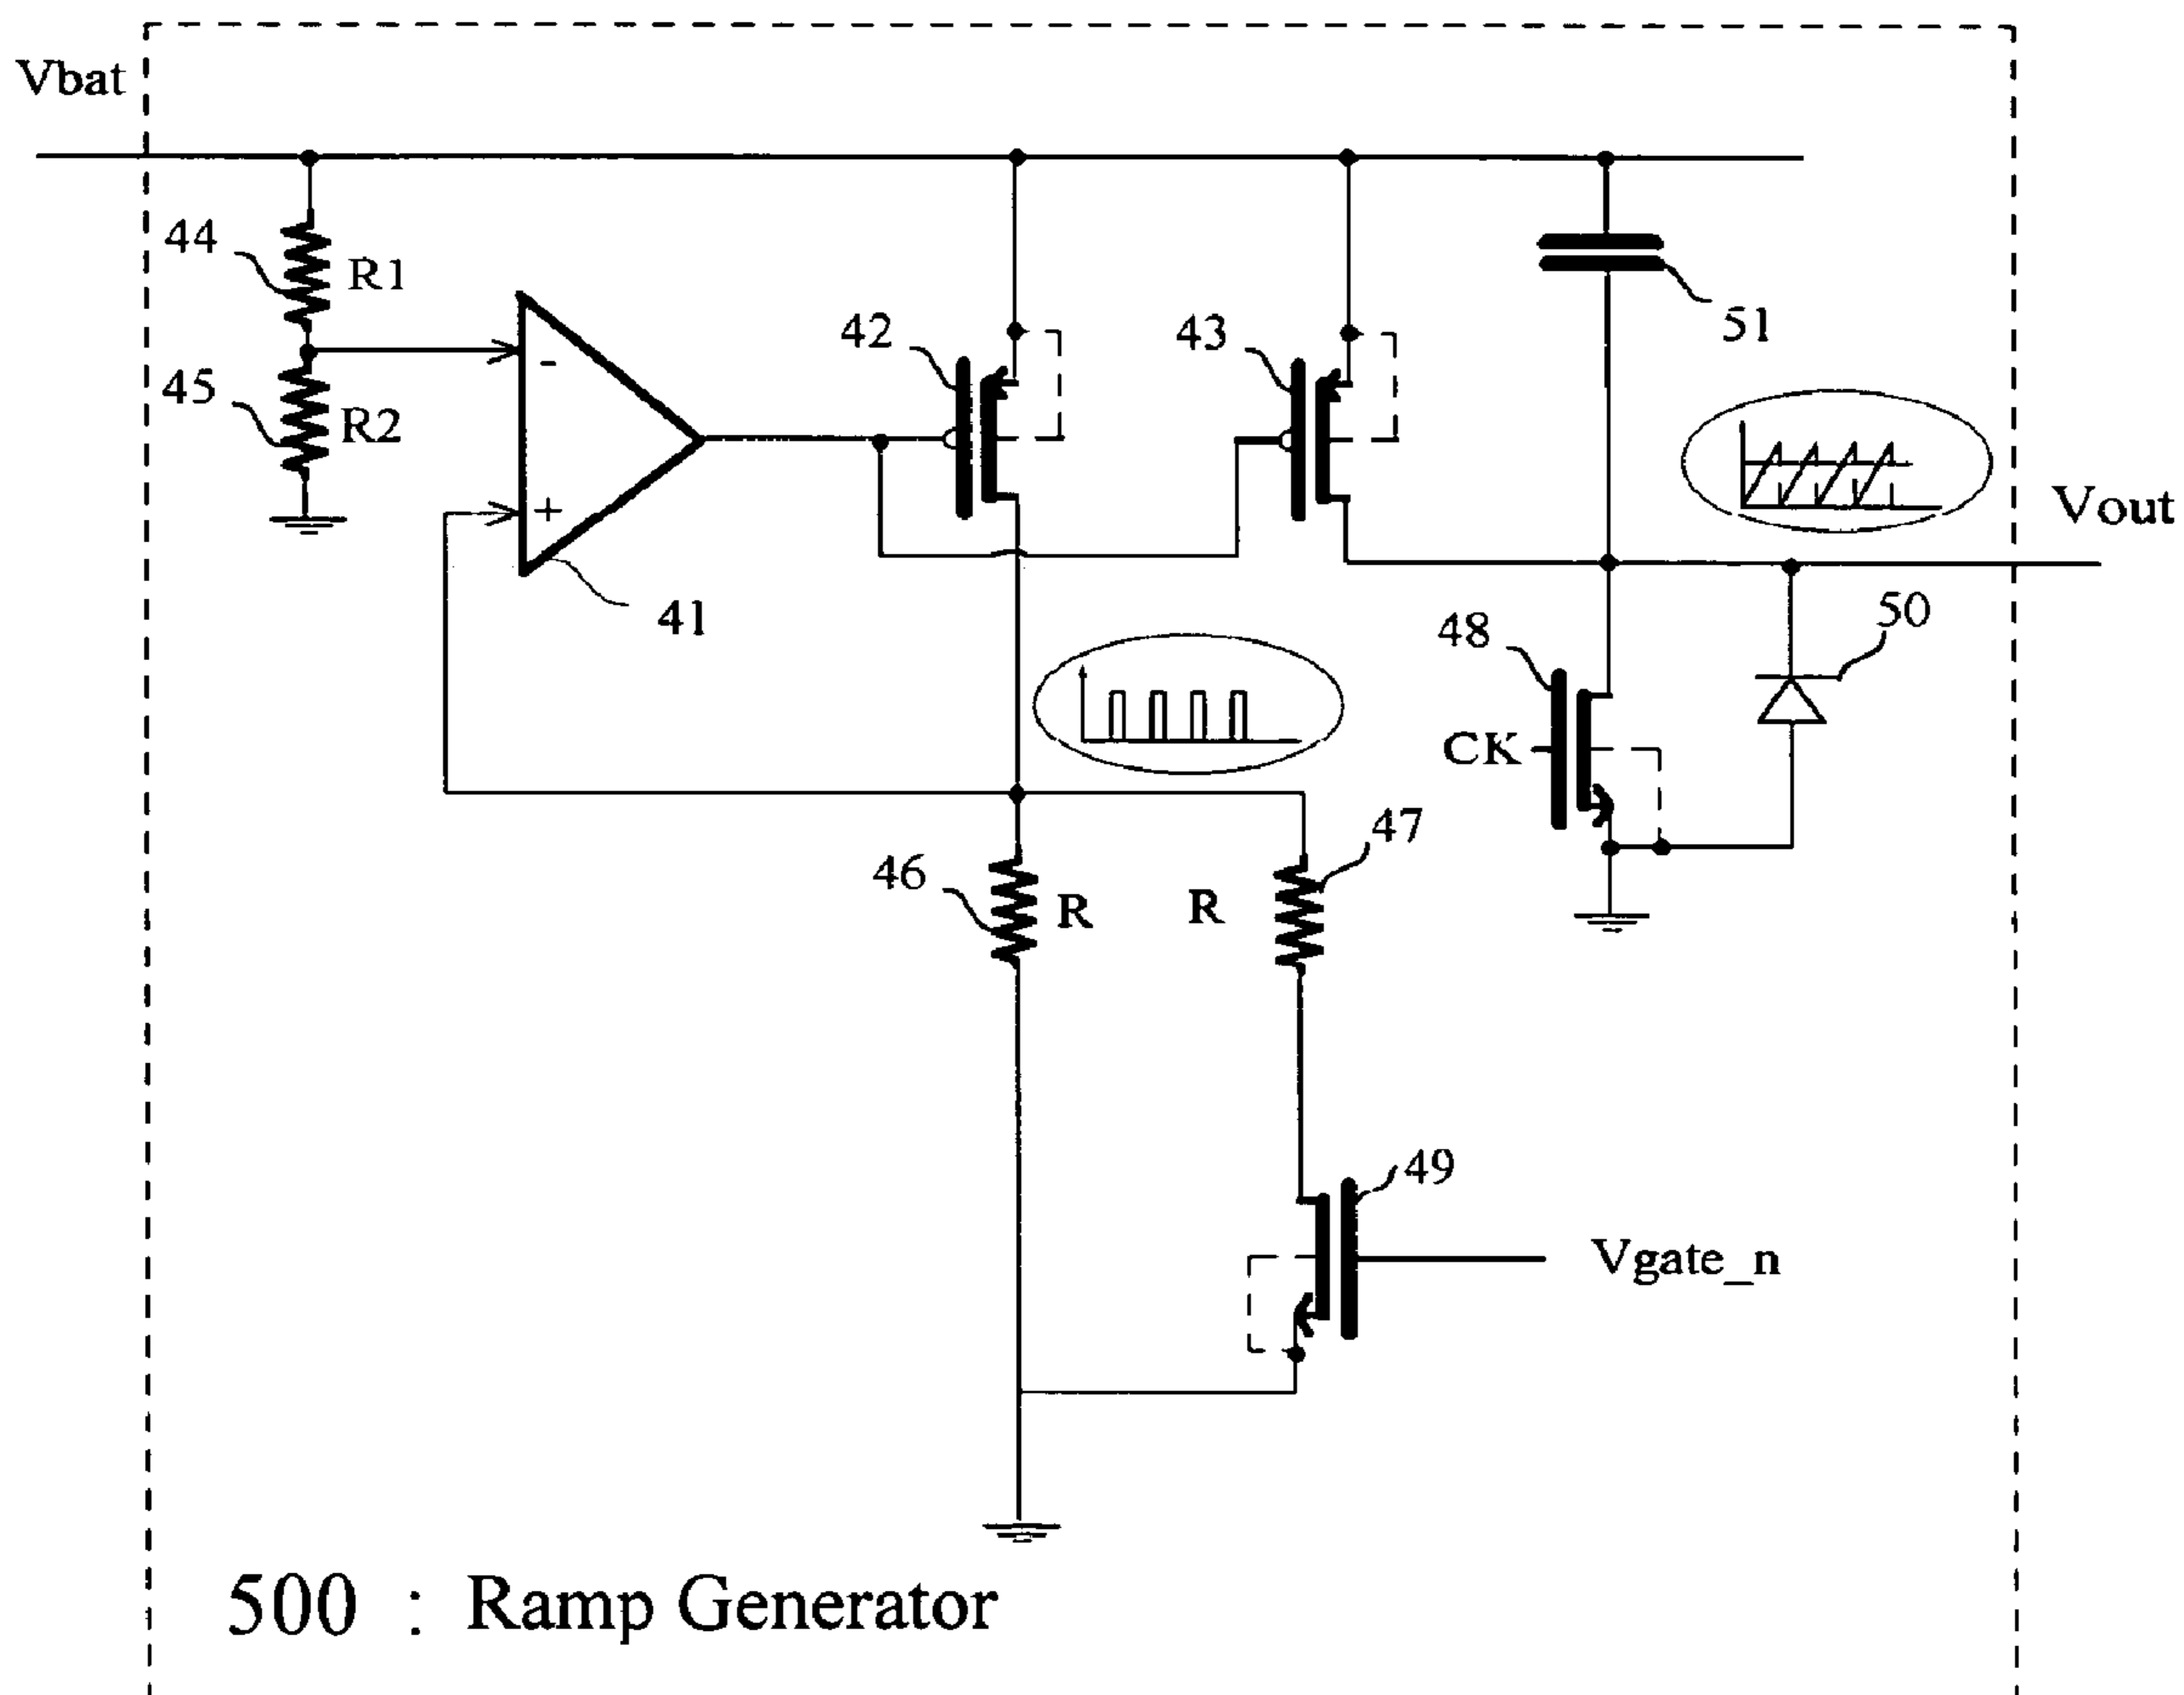 Vbat
44
R1
45
R2
-
+
41
42
43
51
Vout
48
CK
50
46
R
R
47
49
Vgate_n
500 : Ramp Generator